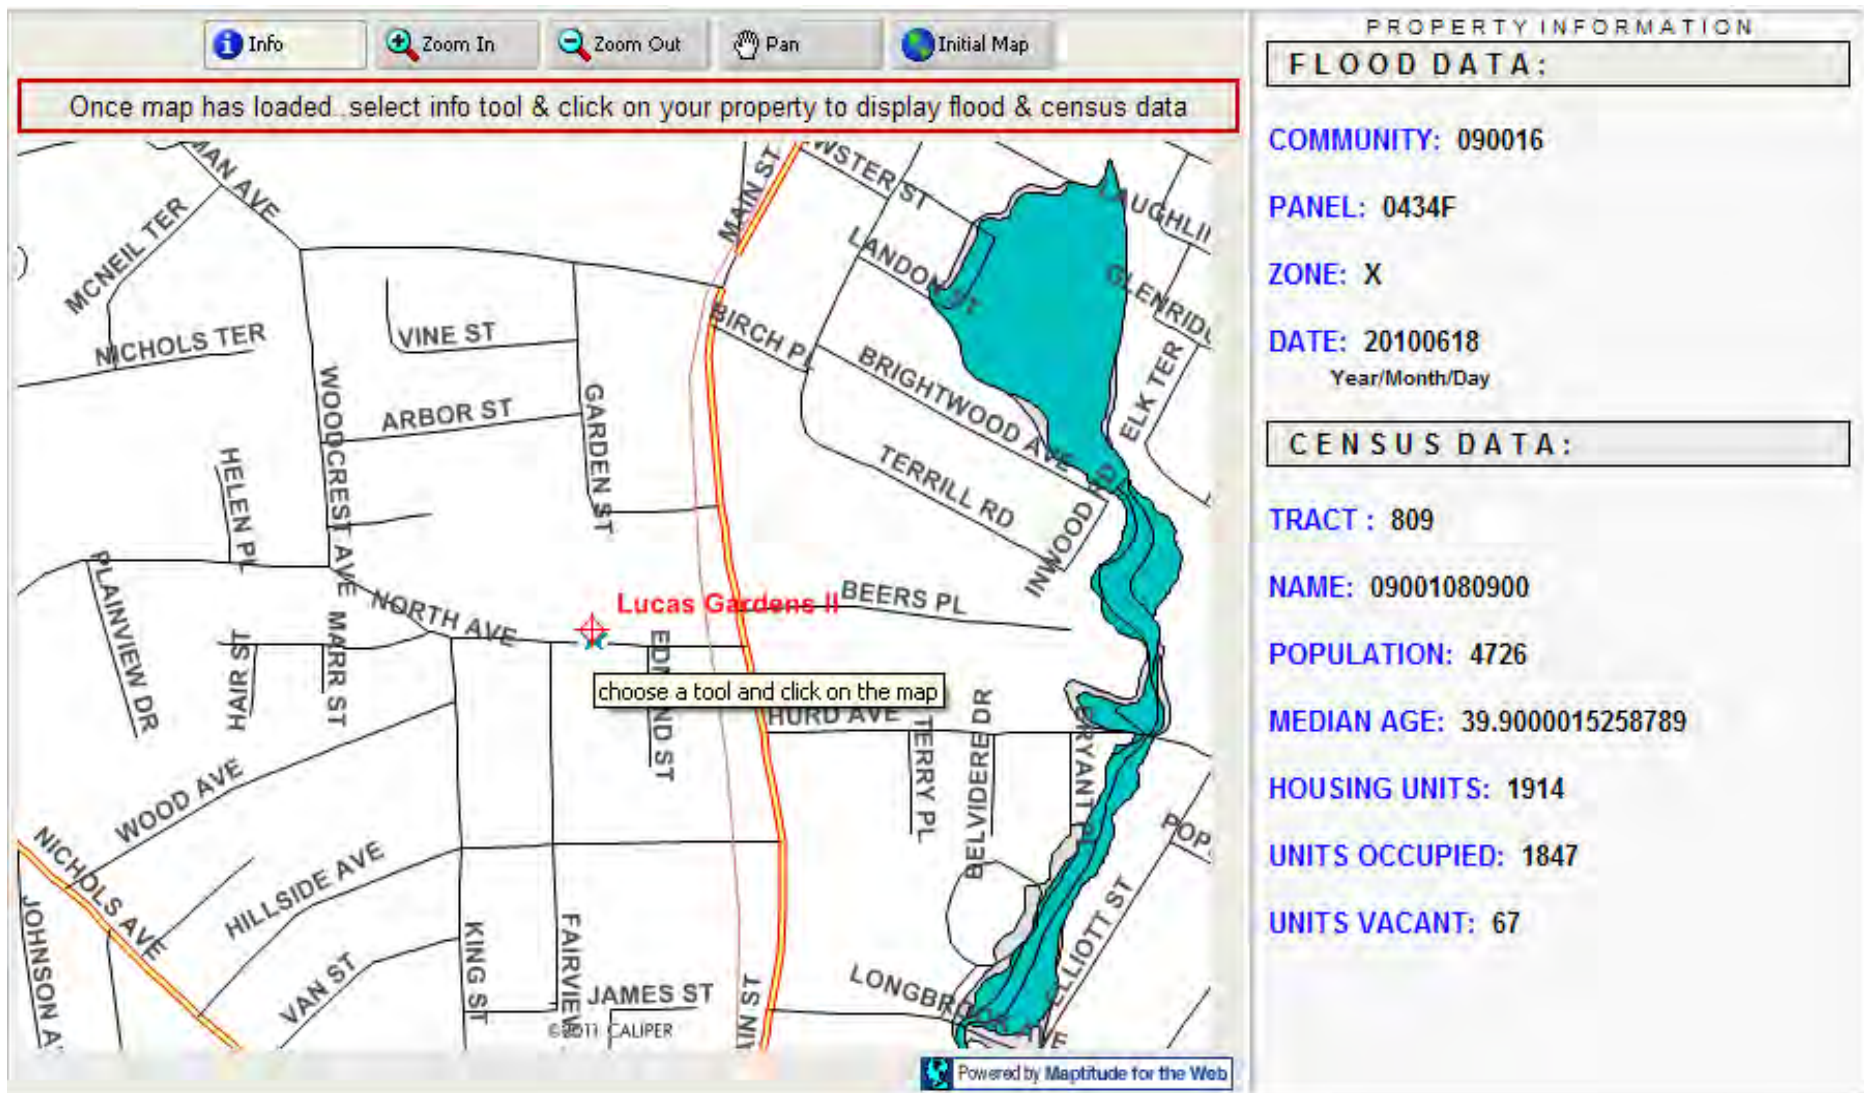 Info
Zoom In
Zoom Out
Pan
Initial Map
Once map has loaded..select info tool & click on your property to display flood & census data
MAIN ST
MCNEIL TER
NICHOLS TER
VINE ST
ARBOR ST
WOODCREST AVE
GARDEN ST
HELEN PL
PLAINVIEW DR
HAIR ST
MARR ST
NORTH AVE
Lucas Gardens II
LANDON ST
BIRCH PL
BRIGHTWOOD AVE
TERRILL RD
INWOOD RD
ELK TER
BEERS PL
choose a tool and click on the map
HURD AVE
TERRY PL
BELVIDERE DR
WOOD AVE
NICHOLS AVE
HILLSIDE AVE
VAN ST
KING ST
JAMES ST
ELLIOTT ST
©2011 CALIPER
Powered by Maptitude for the Web
PROPERTY INFORMATION
FLOOD DATA:
COMMUNITY: 090016
PANEL: 0434F
ZONE: X
DATE: 20100618
Year/Month/Day
CENSUS DATA:
TRACT : 809
NAME: 09001080900
POPULATION: 4726
MEDIAN AGE: 39.9000015258789
HOUSING UNITS: 1914
UNITS OCCUPIED: 1847
UNITS VACANT: 67